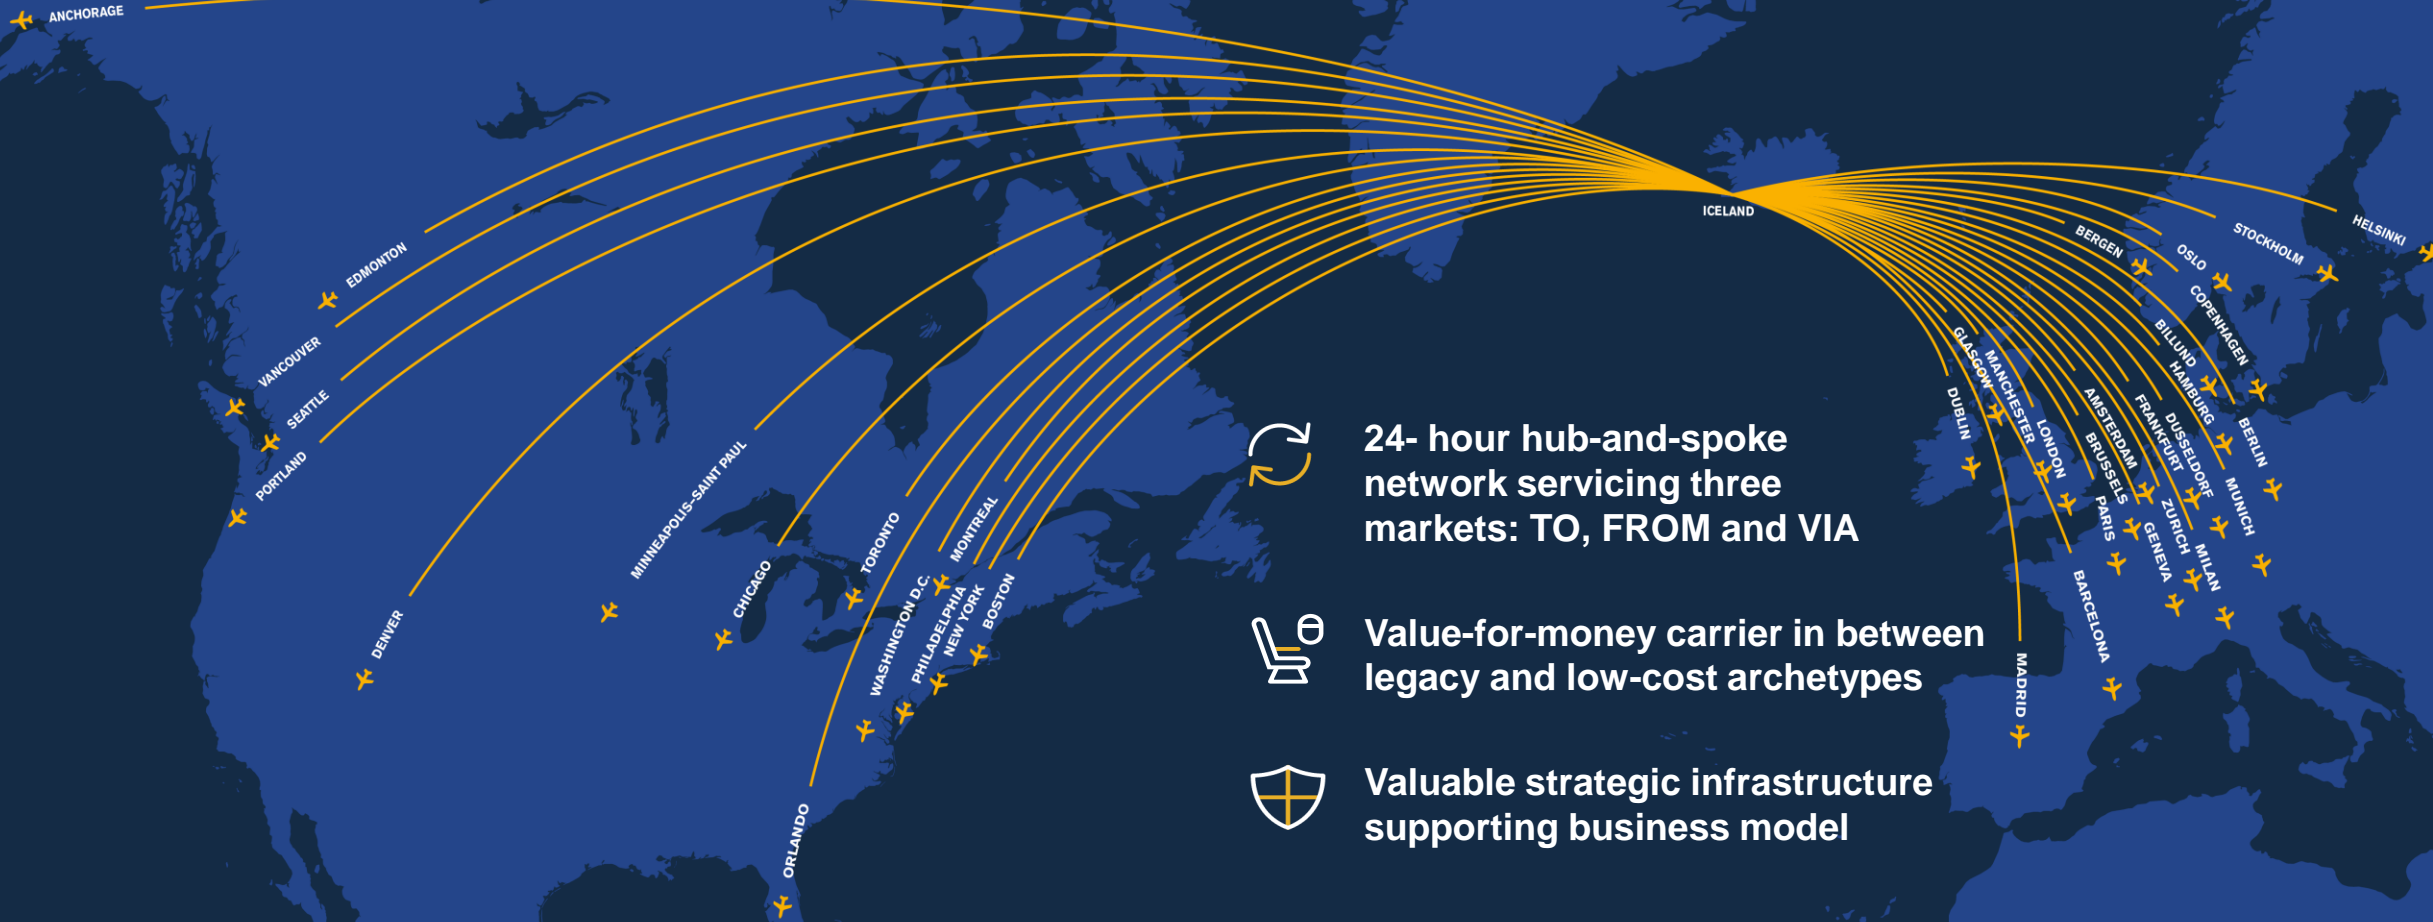 ANCHORAGE
EDMONTON
VANCOUVER
SEATTLE
PORTLAND
DENVER
MINNEAPOLIS-SAINT PAUL
CHICAGO
TORONTO
MONTREAL
WASHINGTON D.C.
PHILADELPHIA
NEW YORK
BOSTON
ORLANDO
ICELAND
HELSINKI
STOCKHOLM
OSLO
BERGEN
COPENHAGEN
BILLUND
HAMBURG
BERLIN
GLASGOW
MANCHESTER
DUBLIN
LONDON
AMSTERDAM
BRUSSELS
FRANKFURT
DUSSELDORF
MUNICH
PARIS
ZURICH
GENEVA
MILAN
BARCELONA
MADRID
24- hour hub-and-spoke
network servicing three
markets: TO, FROM and VIA
Value-for-money carrier in between
legacy and low-cost archetypes
Valuable strategic infrastructure
supporting business model